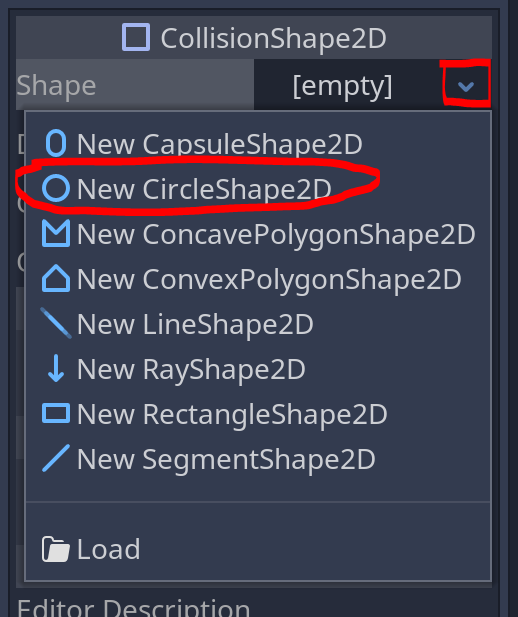 CollisionShape2D
Shape [empty]
New CapsuleShape2D
New CircleShape2D
New ConcavePolygonShape2D
New ConvexPolygonShape2D
New LineShape2D
New RayShape2D
New RectangleShape2D
New SegmentShape2D
Load
Editor Description